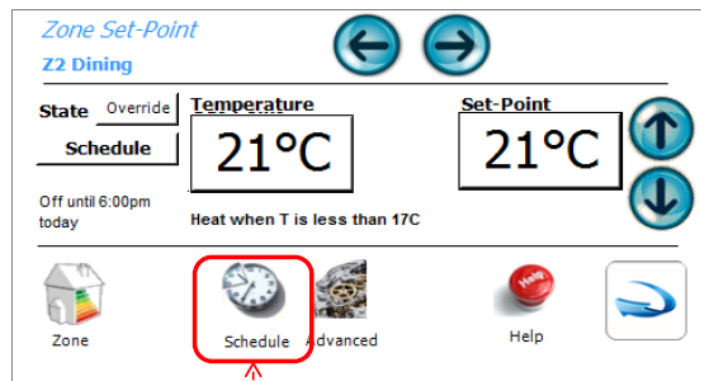 Zone Set-Point
Z2 Dining
State Override Temperature Set-Point
Schedule 21°C 21°C
Off until 6:00pm
today
Heat when T is less than 17C
Help
Zone Schedule Advanced Help